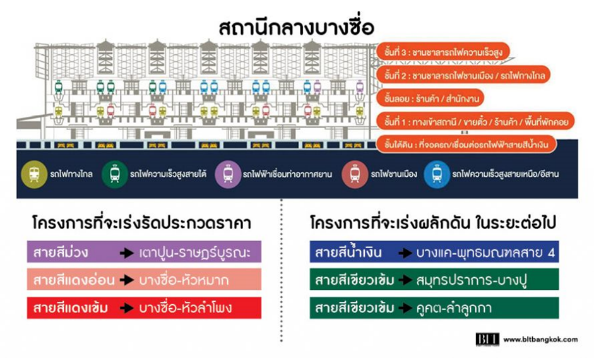 สถานีกลางบางซื่อ
ชั้นที่ 3 : ชานชาลารถไฟความเร็วสูง
ชั้นที่ 2 : ชานชาลารถไฟชานเมือง / รถไฟทางไกล
ชั้นลอย : ร้านค้า / สำนักงาน
ชั้นที่ 1 : ทางเข้าสถานี / ขายตั๋ว / ร้านค้า / พื้นที่พักคอย
ชั้นใต้ดิน : ที่จอดรถ/เชื่อมต่อรถไฟฟ้าสายสีน้ำเงิน
รถไฟทางไกล
รถไฟความเร็วสูงสายใต้
รถไฟฟ้าเชื่อมท่าอากาศยาน
รถไฟชานเมือง
รถไฟความเร็วสูงสายเหนือ/อีสาน
โครงการที่จะเร่งรัดประกวดราคา
สายสีม่วง → เตาปูน-ราษฎร์บูรณะ
สายสีแดงอ่อน → บางซื่อ-หัวหมาก
สายสีแดงเข้ม → บางซื่อ-หัวลำโพง
โครงการที่จะเร่งผลักดัน ในระยะต่อไป
สายสีน้ำเงิน → บางแค-พุทธมณฑลสาย 4
สายสีเขียวเข้ม → สมุทรปราการ-บางปู
สายสีเขียวเข้ม → คูคต-ลำลูกกา
BLT www.bltbangkok.com